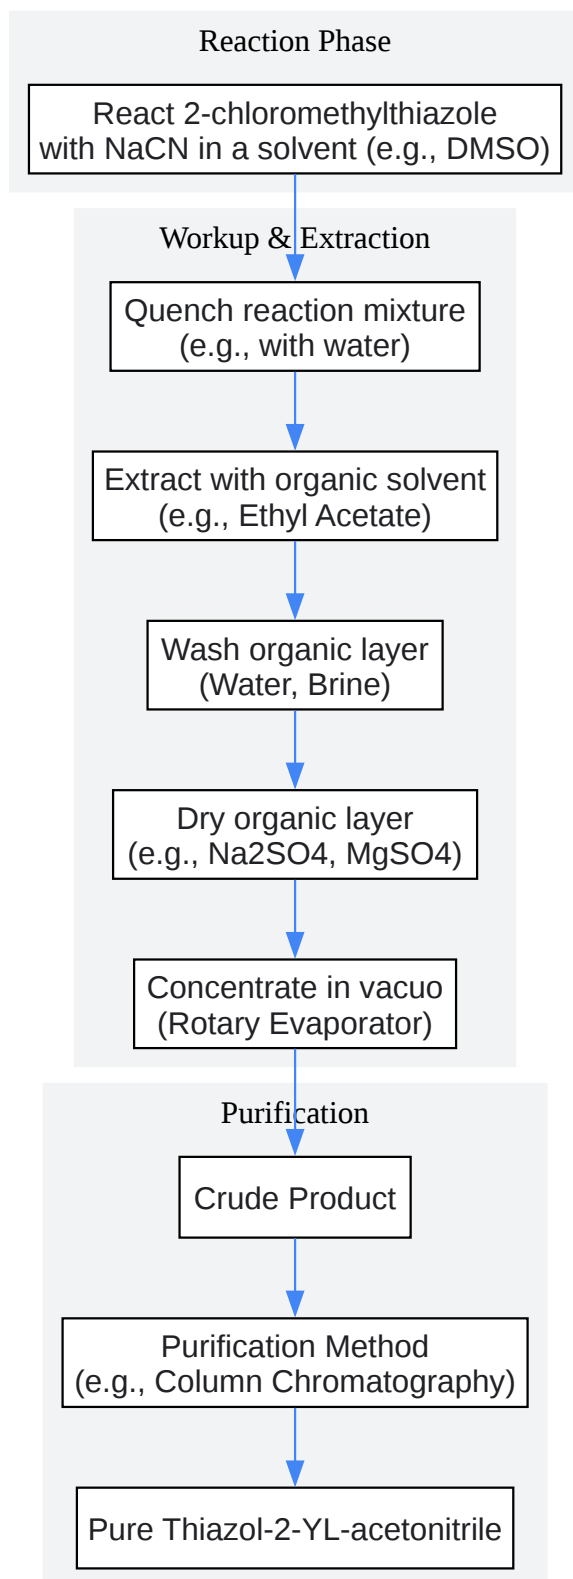 Reaction Phase
React 2-chloromethylthiazole
with NaCN in a solvent (e.g., DMSO)
Workup & Extraction
Quench reaction mixture
(e.g., with water)
Extract with organic solvent
(e.g., Ethyl Acetate)
Wash organic layer
(Water, Brine)
Dry organic layer
(e.g., Na2SO4, MgSO4)
Concentrate in vacuo
(Rotary Evaporator)
Purification
Crude Product
Purification Method
(e.g., Column Chromatography)
Pure Thiazol-2-YL-acetonitrile